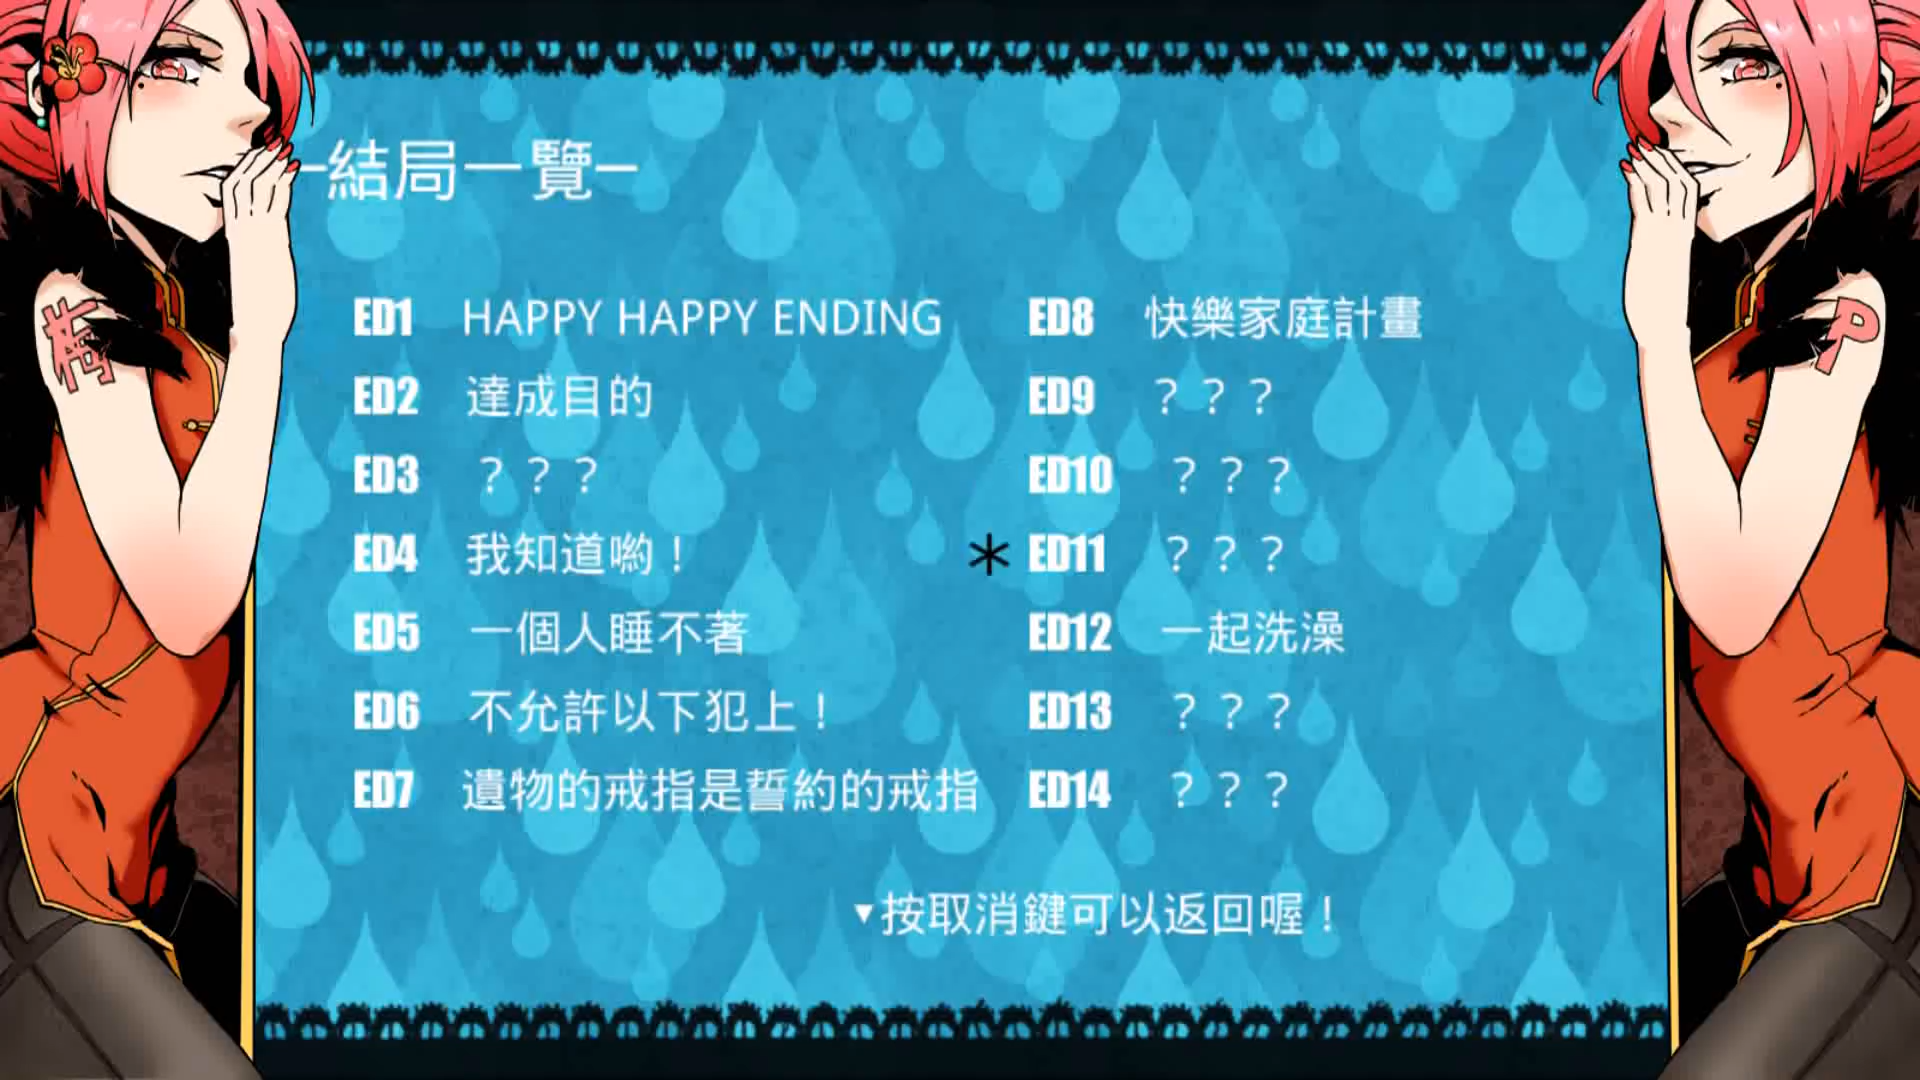 –結局一覽–
ED1 HAPPY HAPPY ENDING
ED2 達成目的
ED3 ？？？
ED4 我知道喲！
ED5 一個人睡不著
ED6 不允許以下犯上！
ED7 遺物的戒指是誓約的戒指
ED8 快樂家庭計畫
ED9 ？？？
ED10 ？？？
＊ED11 ？？？
ED12 一起洗澡
ED13 ？？？
ED14 ？？？
▼按取消鍵可以返回喔！
P